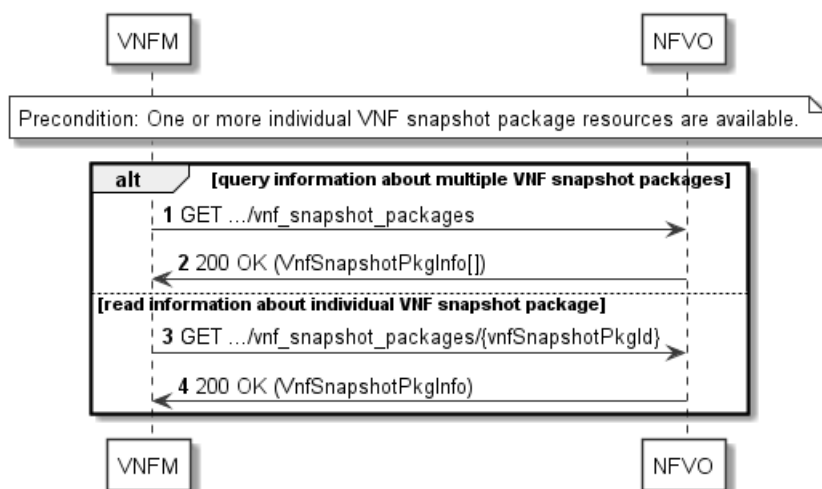 VNFM NFVO
Precondition: One or more individual VNF snapshot package resources are available.
alt [query information about multiple VNF snapshot packages]
1 GET .../vnf_snapshot_packages
2 200 OK (VnfSnapshotPkgInfo[])
[read information about individual VNF snapshot package]
3 GET .../vnf_snapshot_packages/{vnfSnapshotPkgId}
4 200 OK (VnfSnapshotPkgInfo)
VNFM NFVO